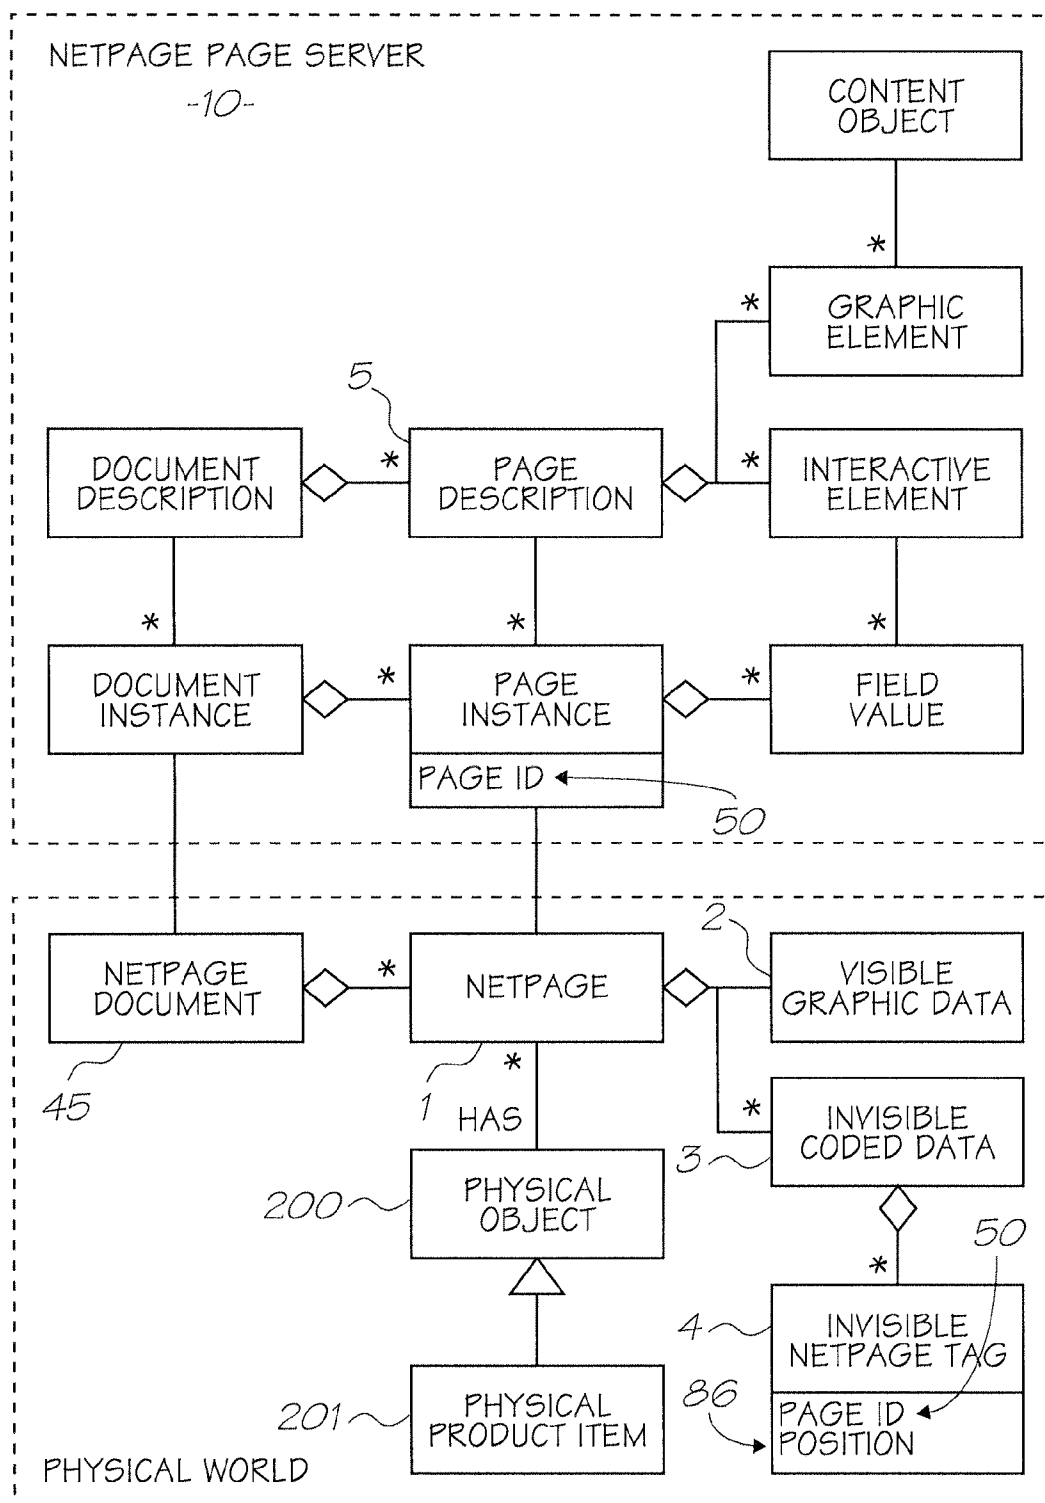 NETPAGE PAGE SERVER
-10-
CONTENT
OBJECT
*
*
GRAPHIC
ELEMENT
5
DOCUMENT
DESCRIPTION
*
PAGE
DESCRIPTION
*
INTERACTIVE
ELEMENT
*
*
*
DOCUMENT
INSTANCE
*
PAGE
INSTANCE
*
FIELD
VALUE
PAGE ID
50
NETPAGE
DOCUMENT
*
NETPAGE
2
VISIBLE
GRAPHIC DATA
45
1
*
HAS
*
INVISIBLE
CODED DATA
3
200
PHYSICAL
OBJECT
50
*
4
INVISIBLE
NETPAGE TAG
201
PHYSICAL
PRODUCT ITEM
86
PAGE ID
POSITION
PHYSICAL WORLD